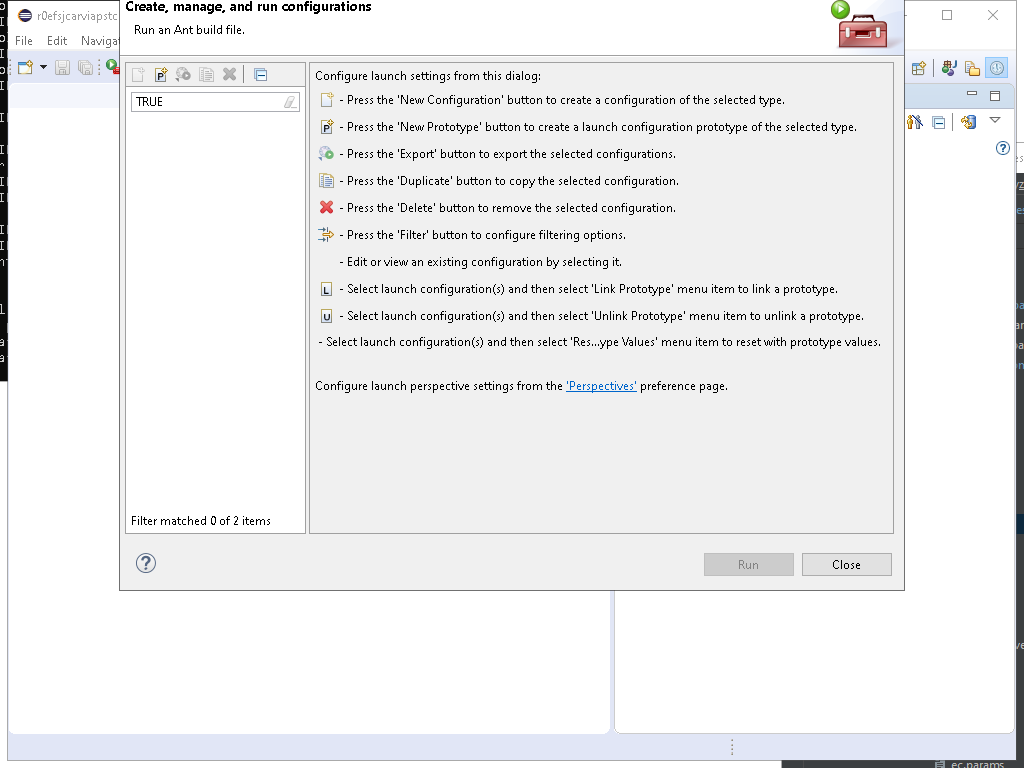 Create, manage, and run configurations
Run an Ant build file.
r0efsjcarviapstc
File Edit Navigat
TRUE
Filter matched 0 of 2 items
Configure launch settings from this dialog:
- Press the 'New Configuration' button to create a configuration of the selected type.
- Press the 'New Prototype' button to create a launch configuration prototype of the selected type.
- Press the 'Export' button to export the selected configurations.
- Press the 'Duplicate' button to copy the selected configuration.
- Press the 'Delete' button to remove the selected configuration.
- Press the 'Filter' button to configure filtering options.
- Edit or view an existing configuration by selecting it.
L - Select launch configuration(s) and then select 'Link Prototype' menu item to link a prototype.
U - Select launch configuration(s) and then select 'Unlink Prototype' menu item to unlink a prototype.
- Select launch configuration(s) and then select 'Res...ype Values' menu item to reset with prototype values.
Configure launch perspective settings from the 'Perspectives' preference page.
Run Close
ec.params